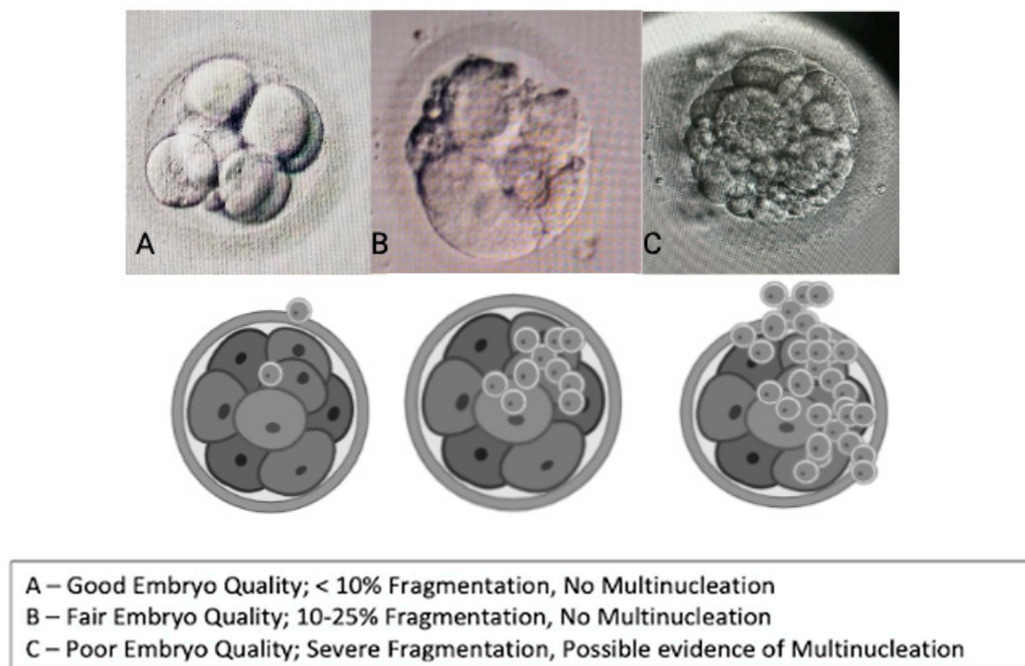 A B C
A – Good Embryo Quality; < 10% Fragmentation, No Multinucleation
B – Fair Embryo Quality; 10-25% Fragmentation, No Multinucleation
C – Poor Embryo Quality; Severe Fragmentation, Possible evidence of Multinucleation